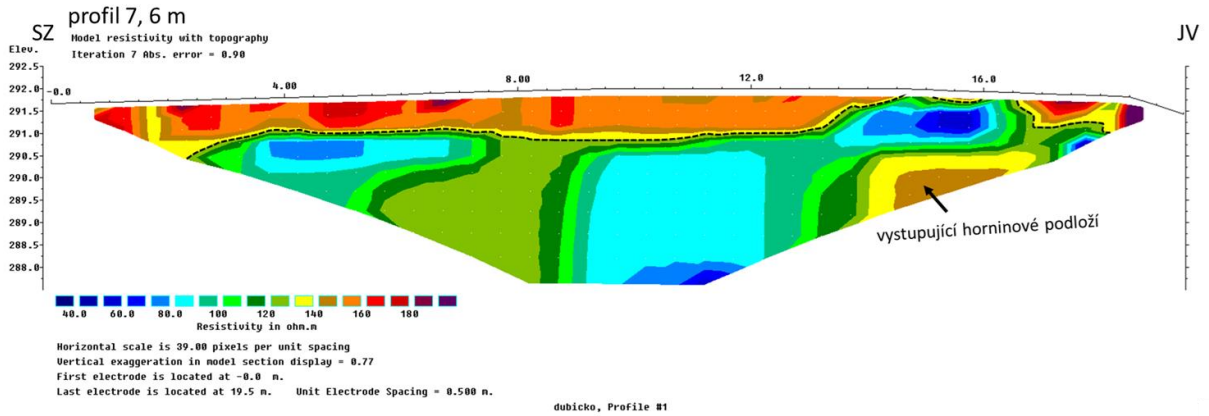 profil 7, 6 m
SZ
JV
Model resistivity with topography
Elev.
Iteration 7 Abs. error = 0.90
292.5
292.0
291.5
291.0
290.5
290.0
289.5
289.0
288.5
288.0
-0.0 4.00 8.00 12.0 16.0
vystupující horninové podloží
40.0 60.0 80.0 100 120 140 160 180
Resistivity in ohm.m
Horizontal scale is 39.00 pixels per unit spacing
Vertical exaggeration in model section display = 0.77
First electrode is located at -0.0 m.
Last electrode is located at 19.5 m. Unit Electrode Spacing = 0.500 m.
dubicko, Profile #1